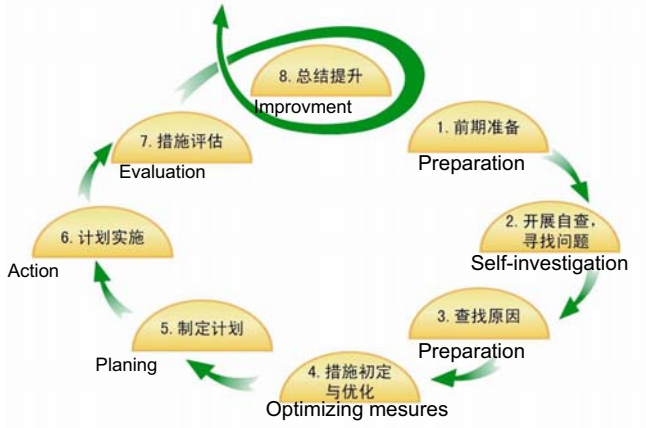 8. 总结提升
Improvment
1. 前期准备
Preparation
2. 开展自查，
寻找问题
Self-investigation
3. 查找原因
Preparation
4. 措施初定
与优化
Optimizing mesures
5. 制定计划
Planing
6. 计划实施
Action
7. 措施评估
Evaluation